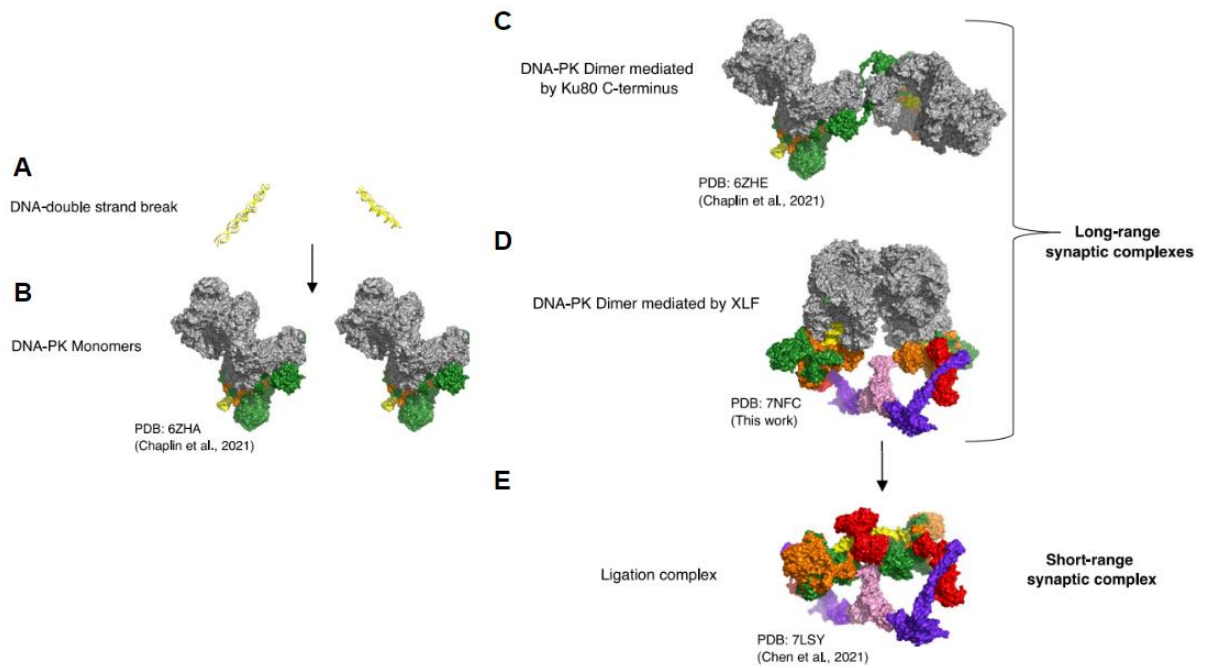 A
DNA-double strand break
B
DNA-PK Monomers
PDB: 6ZHA
(Chaplin et al., 2021)
C
DNA-PK Dimer mediated
by Ku80 C-terminus
PDB: 6ZHE
(Chaplin et al., 2021)
D
DNA-PK Dimer mediated by XLF
PDB: 7NFC
(This work)
Long-range
synaptic complexes
E
Ligation complex
PDB: 7LSY
(Chen et al., 2021)
Short-range
synaptic complex